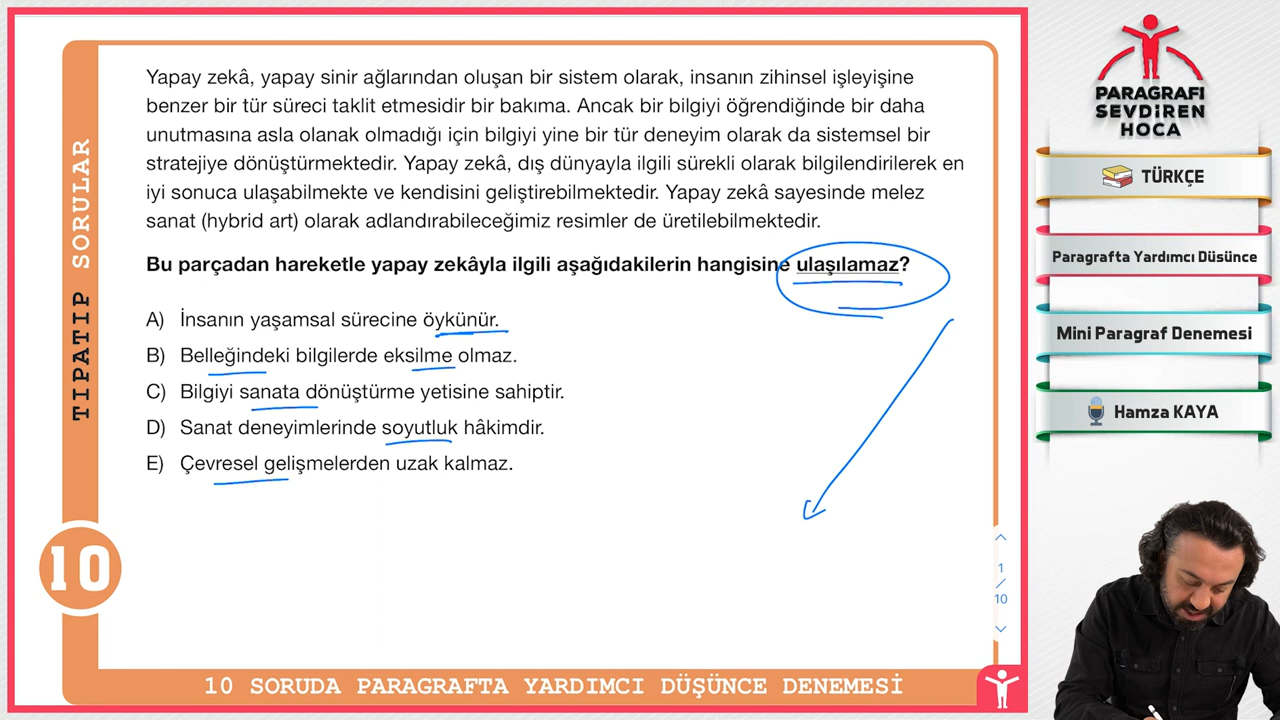 TIPATIP SORULAR
Yapay zekâ, yapay sinir ağlarından oluşan bir sistem olarak, insanın zihinsel işleyişine
benzer bir tür süreci taklit etmesidir bir bakıma. Ancak bir bilgiyi öğrendiğinde bir daha
unutmasına asla olanak olmadığı için bilgiyi yine bir tür deneyim olarak da sistemsel bir
stratejiye dönüştürmektedir. Yapay zekâ, dış dünyayla ilgili sürekli olarak bilgilendirilerek en
iyi sonuca ulaşabilmekte ve kendisini geliştirebilmektedir. Yapay zekâ sayesinde melez
sanat (hybrid art) olarak adlandırabileceğimiz resimler de üretilebilmektedir.
Bu parçadan hareketle yapay zekâyla ilgili aşağıdakilerin hangisine ulaşılamaz?
A) İnsanın yaşamsal sürecine öykünür.
B) Belleğindeki bilgilerde eksilme olmaz.
C) Bilgiyi sanata dönüştürme yetisine sahiptir.
D) Sanat deneyimlerinde soyutluk hâkimdir.
E) Çevresel gelişmelerden uzak kalmaz.
10
1
/
10
10 SORUDA PARAGRAFTA YARDIMCI DÜŞÜNCE DENEMESİ
PARAGRAFI
SEVDİREN
HOCA
TÜRKÇE
Paragrafta Yardımcı Düşünce
Mini Paragraf Denemesi
Hamza KAYA